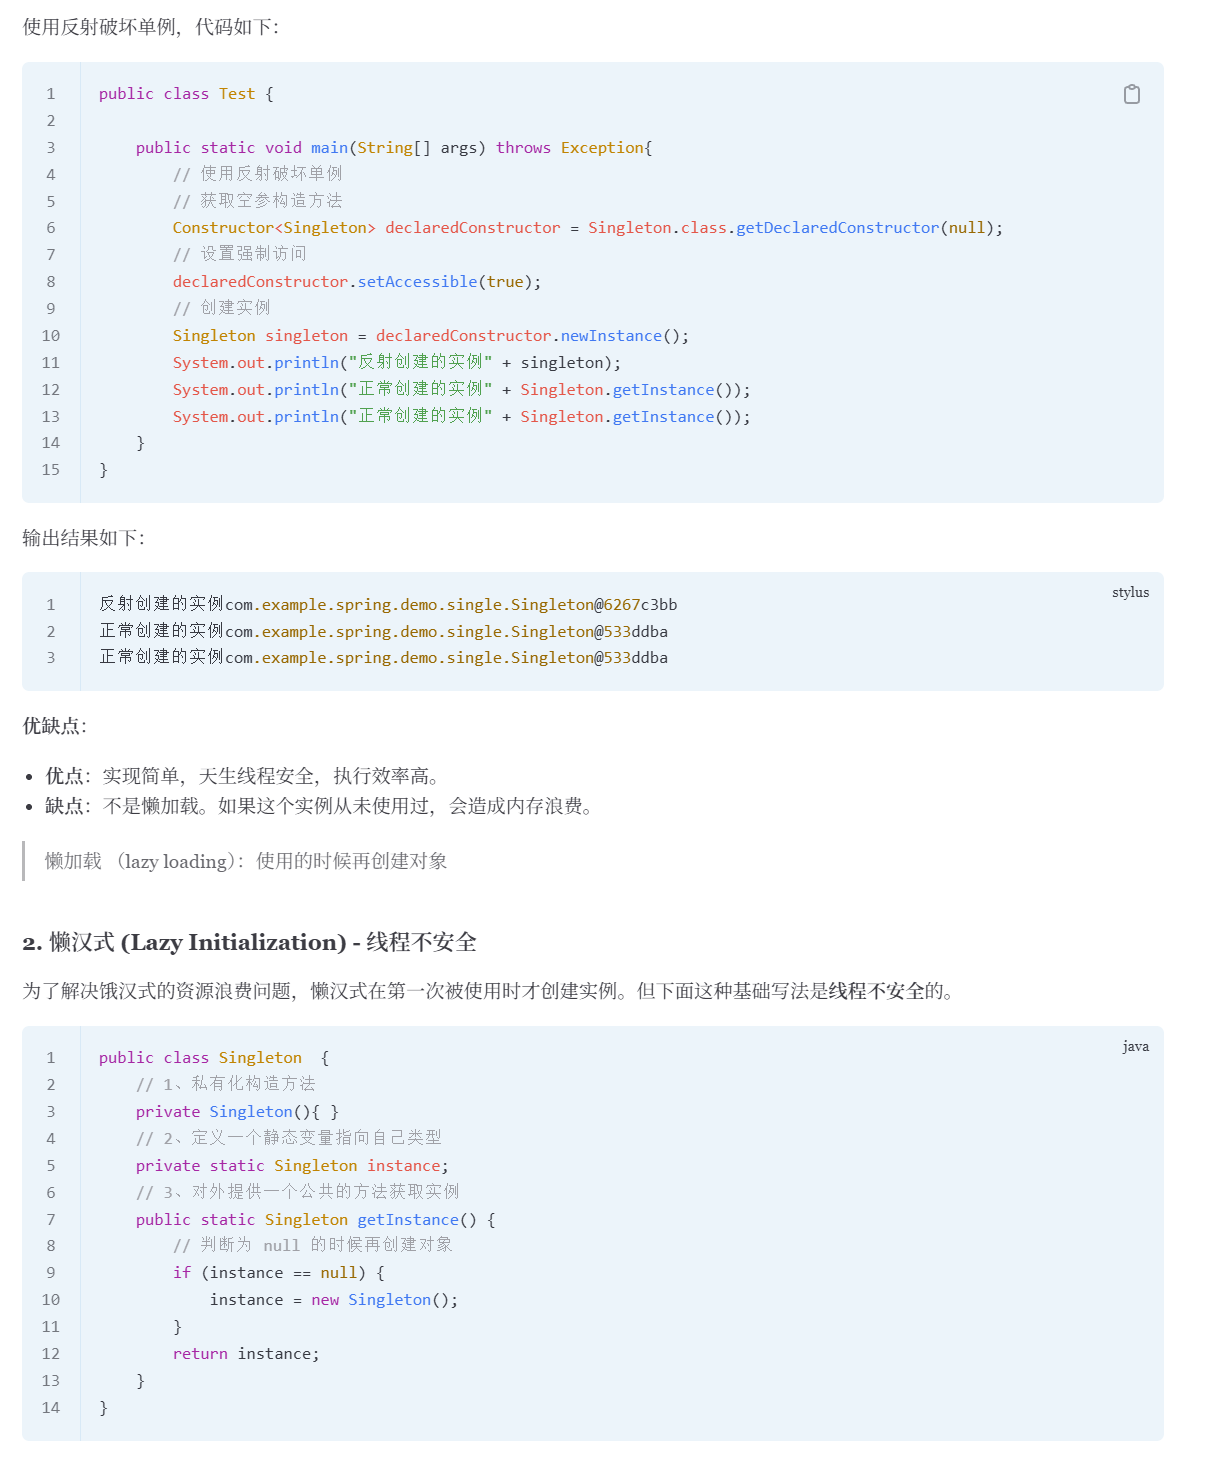 使用反射破坏单例，代码如下：
1 public class Test {
2
3     public static void main(String[] args) throws Exception{
4         // 使用反射破坏单例
5         // 获取空参构造方法
6         Constructor<Singleton> declaredConstructor = Singleton.class.getDeclaredConstructor(null);
7         // 设置强制访问
8         declaredConstructor.setAccessible(true);
9         // 创建实例
10         Singleton singleton = declaredConstructor.newInstance();
11         System.out.println("反射创建的实例" + singleton);
12         System.out.println("正常创建的实例" + Singleton.getInstance());
13         System.out.println("正常创建的实例" + Singleton.getInstance());
14     }
15 }
输出结果如下：
stylus
1 反射创建的实例com.example.spring.demo.single.Singleton@6267c3bb
2 正常创建的实例com.example.spring.demo.single.Singleton@533ddba
3 正常创建的实例com.example.spring.demo.single.Singleton@533ddba
优缺点：
• 优点：实现简单，天生线程安全，执行效率高。
• 缺点：不是懒加载。如果这个实例从未使用过，会造成内存浪费。
懒加载 （lazy loading）：使用的时候再创建对象
2. 懒汉式 (Lazy Initialization) - 线程不安全
为了解决饿汉式的资源浪费问题，懒汉式在第一次被使用时才创建实例。但下面这种基础写法是线程不安全的。
java
1 public class Singleton  {
2     // 1、私有化构造方法
3     private Singleton(){ }
4     // 2、定义一个静态变量指向自己类型
5     private static Singleton instance;
6     // 3、对外提供一个公共的方法获取实例
7     public static Singleton getInstance() {
8         // 判断为 null 的时候再创建对象
9         if (instance == null) {
10             instance = new Singleton();
11         }
12         return instance;
13     }
14 }